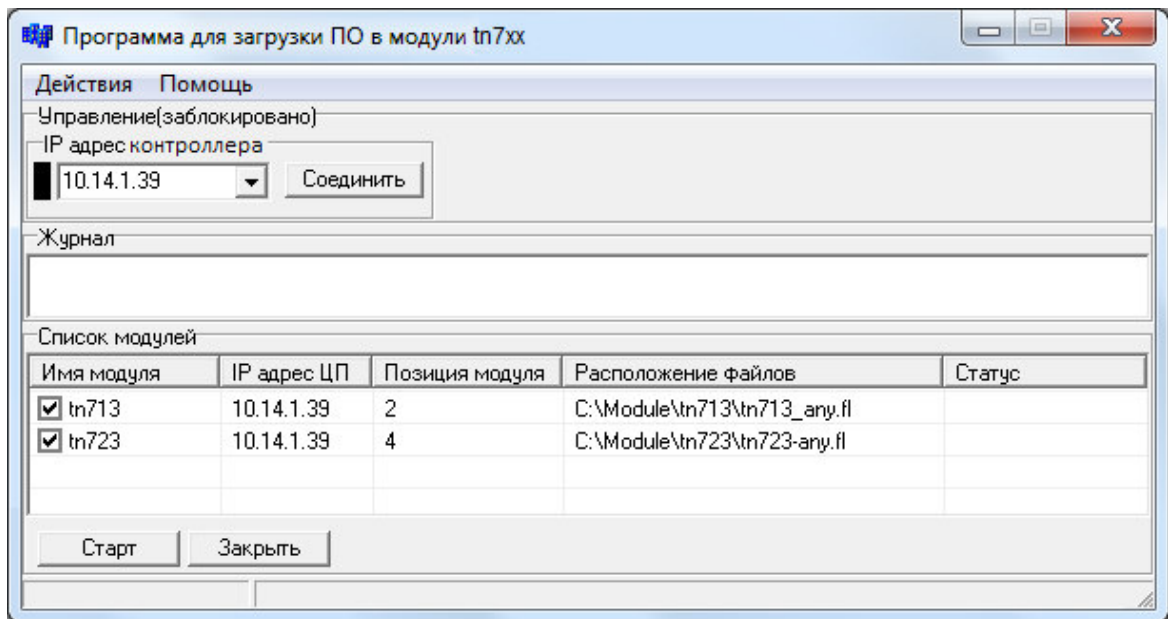 Программа для загрузки ПО в модули tn7xx
Действия Помощь
Управление(заблокировано)
IP адрес контроллера
10.14.1.39 Соединить
Журнал
Список модулей
Имя модуля IP адрес ЦП Позиция модуля Расположение файлов Статус
tn713 10.14.1.39 2 C:\Module\tn713\tn713_any.fl
tn723 10.14.1.39 4 C:\Module\tn723\tn723-any.fl
Старт Закрыть